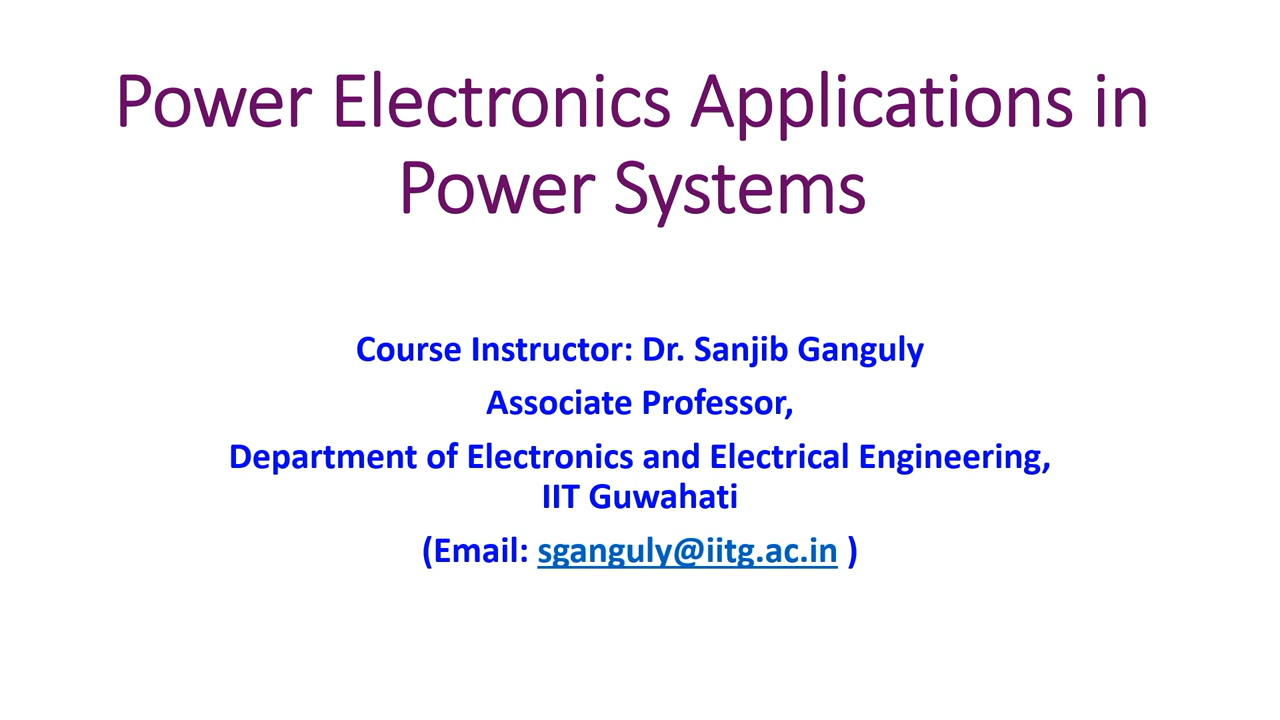 Power Electronics Applications in
Power Systems
Course Instructor: Dr. Sanjib Ganguly
Associate Professor,
Department of Electronics and Electrical Engineering,
IIT Guwahati
(Email: sganguly@iitg.ac.in )